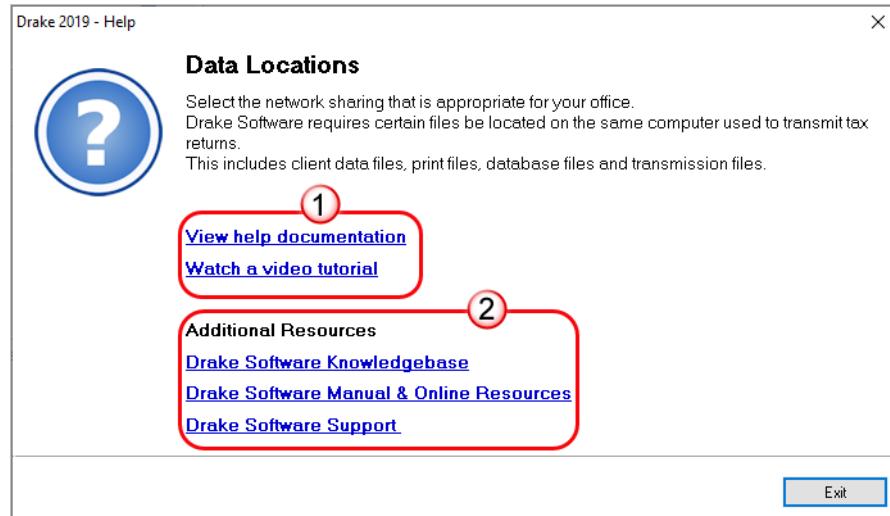 Drake 2019 - Help
Data Locations
Select the network sharing that is appropriate for your office.
Drake Software requires certain files be located on the same computer used to transmit tax
returns.
This includes client data files, print files, database files and transmission files.
1
View help documentation
Watch a video tutorial
2
Additional Resources
Drake Software Knowledgebase
Drake Software Manual & Online Resources
Drake Software Support
Exit